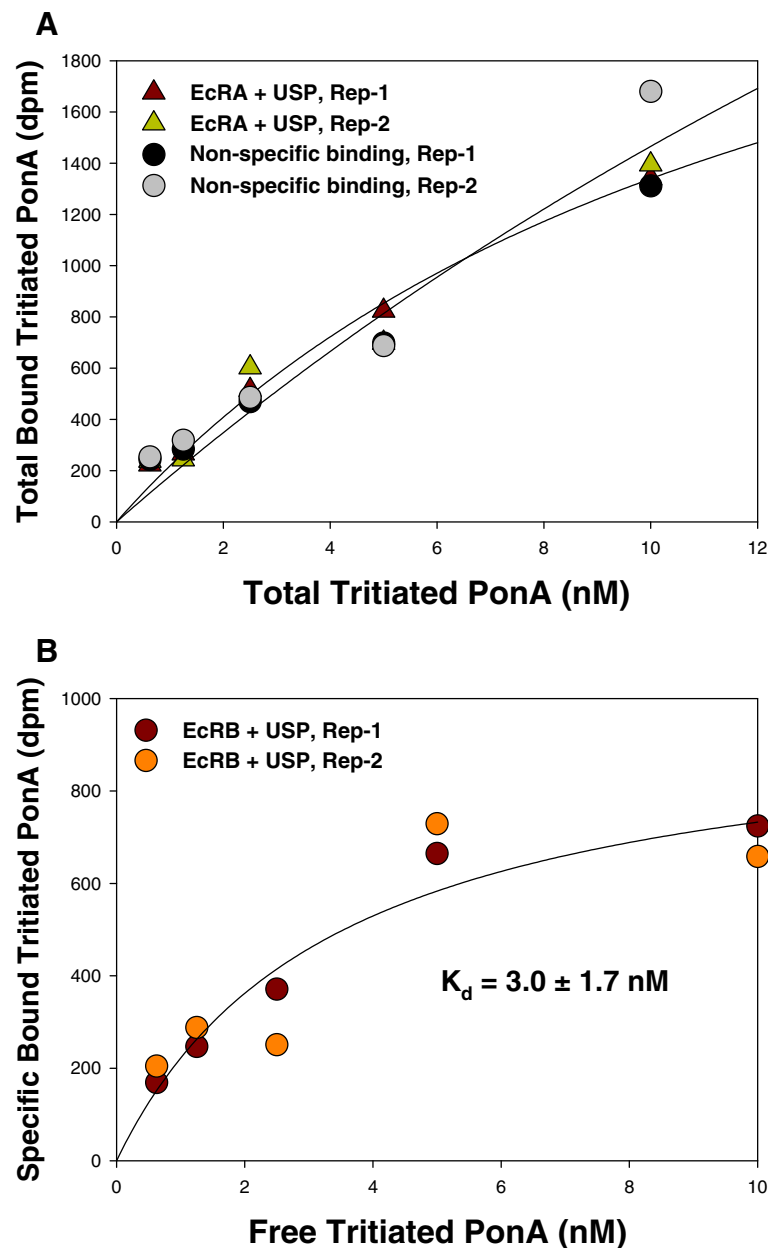 A
Total Bound Tritiated PonA (dpm)
1800
1600
1400
1200
1000
800
600
400
200
0
EcRA + USP, Rep-1
EcRA + USP, Rep-2
Non-specific binding, Rep-1
Non-specific binding, Rep-2
0 2 4 6 8 10 12
Total Tritiated PonA (nM)
B
Specific Bound Tritiated PonA (dpm)
1000
800
600
400
200
0
EcRB + USP, Rep-1
EcRB + USP, Rep-2
Kd = 3.0 ± 1.7 nM
0 2 4 6 8 10
Free Tritiated PonA (nM)